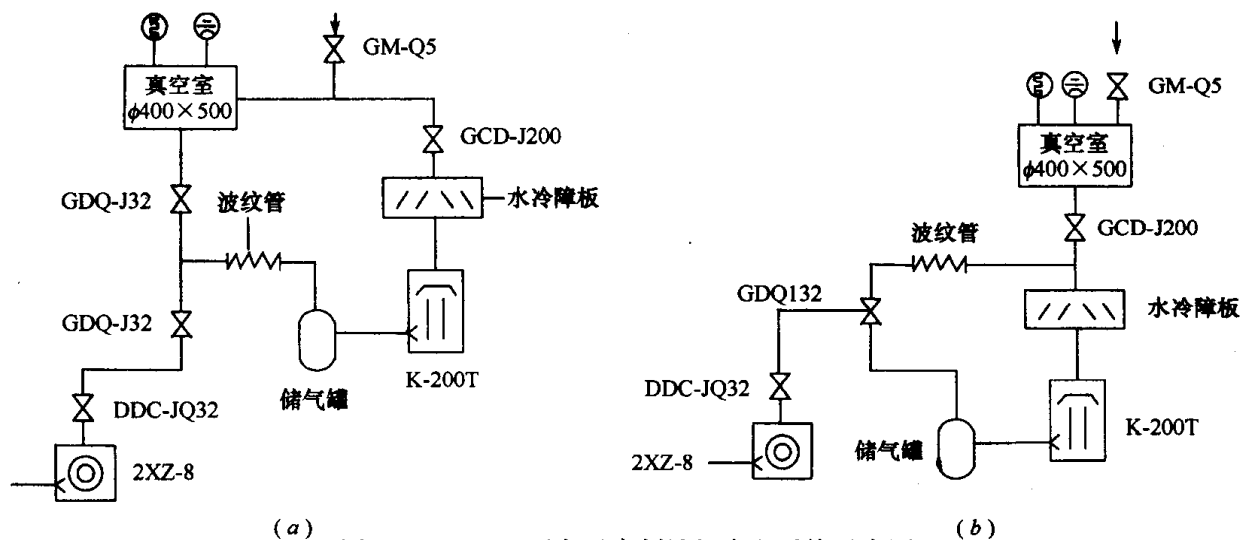 GM-Q5
真空室
φ400×500
GCD-J200
GDQ-J32
波纹管
水冷障板
GDQ-J32
K-200T
储气罐
DDC-JQ32
2XZ-8
(a)
GM-Q5
真空室
φ400×500
GCD-J200
波纹管
GDQ132
水冷障板
DDC-JQ32
K-200T
储气罐
2XZ-8
(b)